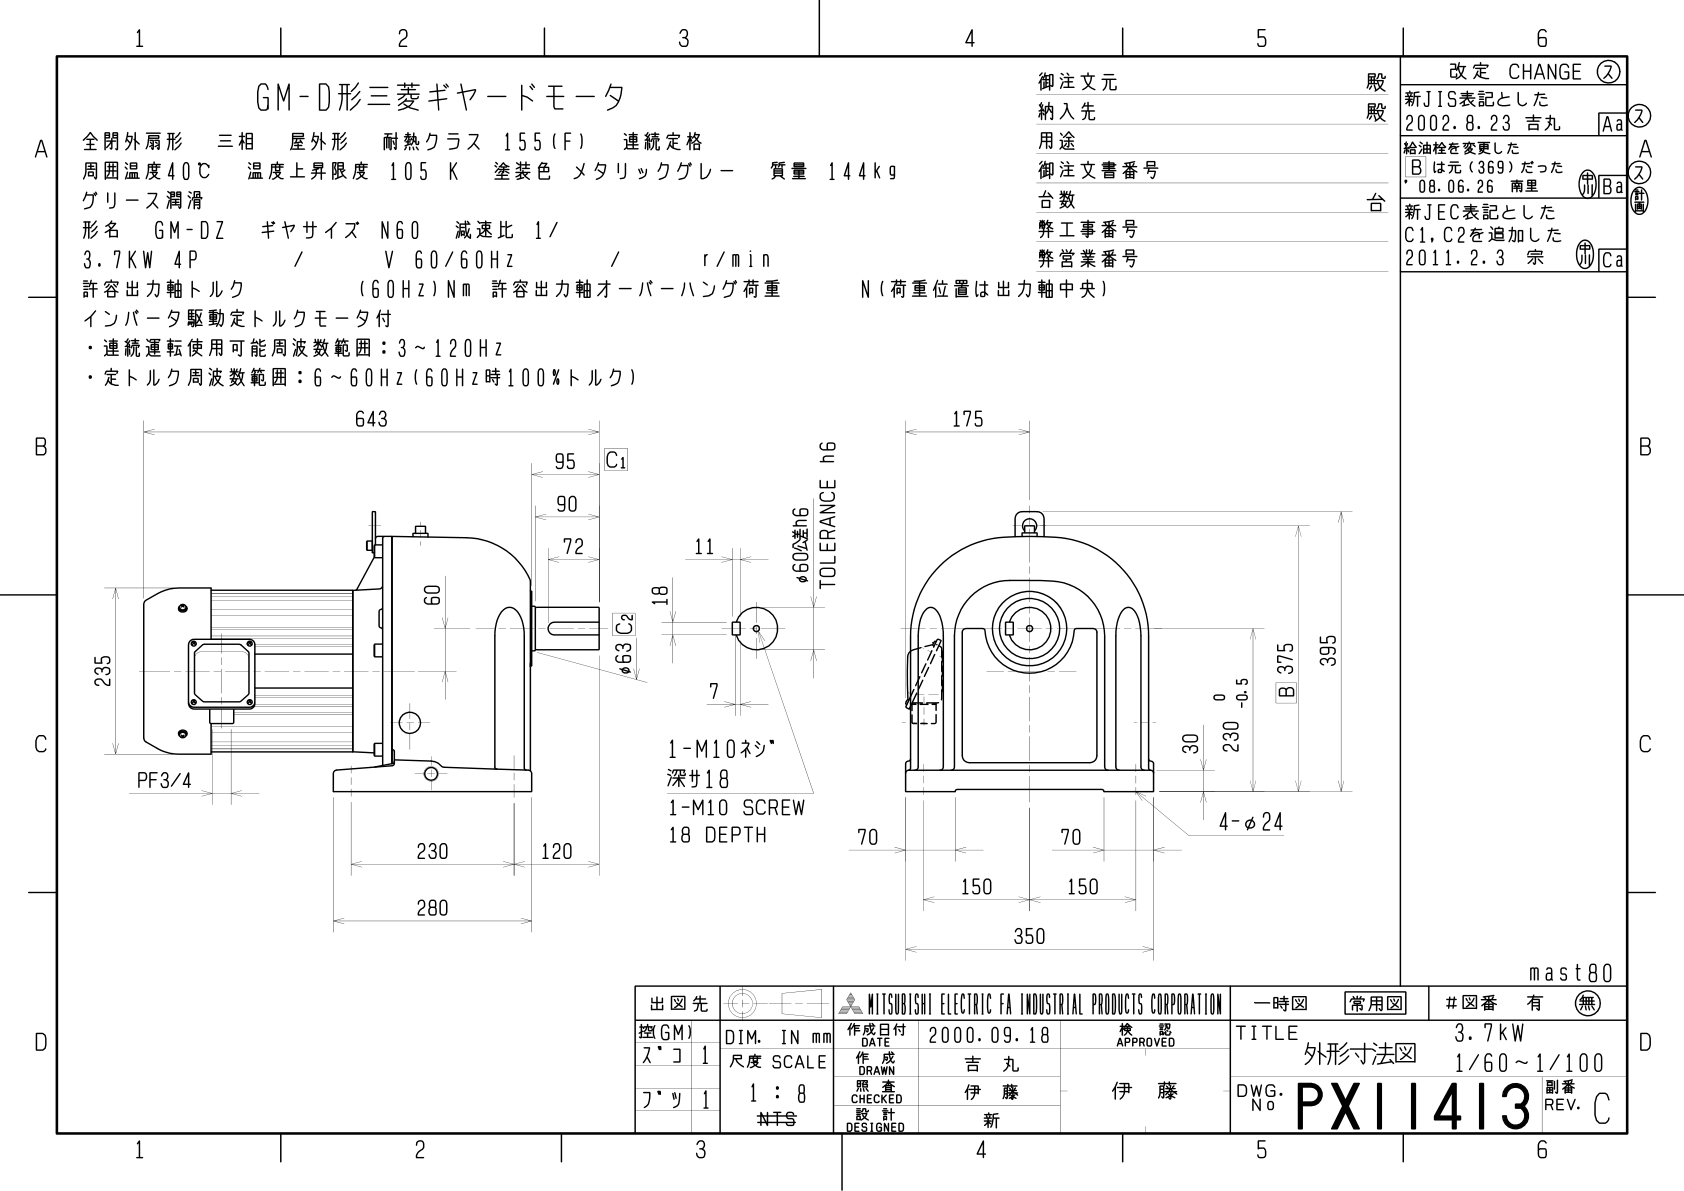 1 2 3 4 5 6
GM-D形三菱ギヤードモータ
全閉外扇形 三相 屋外形 耐熱クラス 155(F) 連続定格
周囲温度40℃ 温度上昇限度 105 K 塗装色 メタリックグレー 質量 144kg
グリース潤滑
形名 GM-DZ ギヤサイズ N60 減速比 1/
3.7KW 4P / V 60/60Hz / r/min
許容出力軸トルク (60Hz)Nm 許容出力軸オーバーハング荷重 N(荷重位置は出力軸中央)
インバータ駆動定トルクモータ付
・連続運転使用可能周波数範囲：3～120Hz
・定トルク周波数範囲：6～60Hz(60Hz時100%トルク)
御注文元 殿
納入先 殿
用途
御注文書番号
台数 台
弊工事番号
弊営業番号
改定 CHANGE ス
新JIS表記とした
2002.8.23 吉丸 Aa
ス
給油栓を変更した
B は元(369)だった
'08.06.26 南里 Ba
ス
計画
新JEC表記とした
C1,C2を追加した
2011.2.3 宗 Ca
A
B
C
D
A
B
C
D
643
95 C1
90
72
60
235
C2
φ63
PF3/4
230 120
280
11
18
7
φ60公差h6
TOLERANCE h6
1-M10ネジ
深サ18
1-M10 SCREW
18 DEPTH
175
395
B 375
0
230 -0.5
30
4-φ24
70 70
150 150
350
mast80
出図先
控(GM)
ズコ 1
ブツ 1
DIM. IN mm
尺度 SCALE
1 : 8
NTS
MITSUBISHI ELECTRIC FA INDUSTRIAL PRODUCTS CORPORATION
作成日付
DATE
2000.09.18
検 認
APPROVED
作 成
DRAWN
吉 丸
照 査
CHECKED
伊 藤
伊 藤
設 計
DESIGNED
新
一時図 常用図 #図番 有 無
TITLE
外形寸法図
3.7kW
1/60～1/100
DWG.
No
PX11413
副番
REV.
C
1 2 3 4 5 6